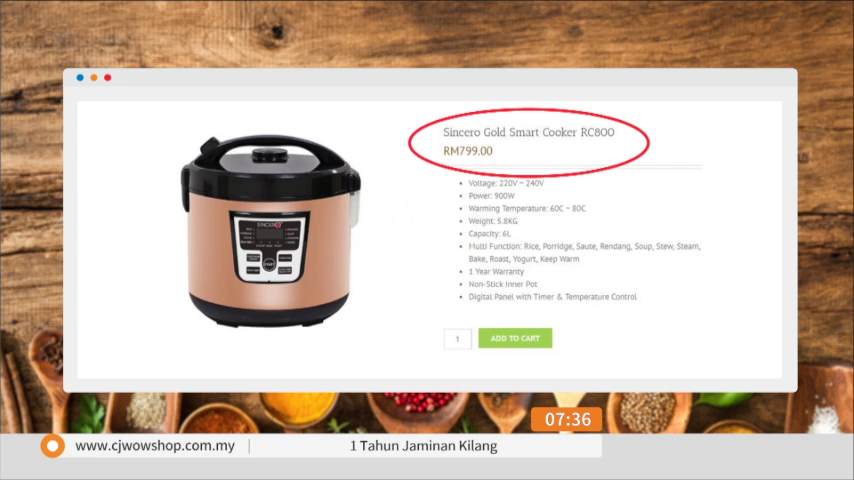 Sincero Gold Smart Cooker RC800
RM799.00
Voltage: 220V ~ 240V
Power: 900W
Warming Temperature: 60C ~ 80C
Weight: 5.8KG
Capacity: 6L
Multi Function: Rice, Porridge, Saute, Rendang, Soup, Stew, Steam,
Bake, Roast, Yogurt, Keep Warm
1 Year Warranty
Non-Stick Inner Pot
Digital Panel with Timer & Temperature Control
SINCERO
START
1
ADD TO CART
07:36
www.cjwowshop.com.my
1 Tahun Jaminan Kilang